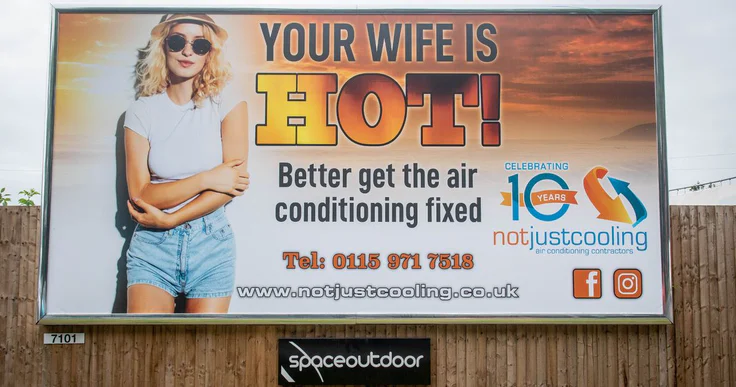 YOUR WIFE IS
HOT!
Better get the air
conditioning fixed
CELEBRATING
10 YEARS
notjustcooling
air conditioning contractors
Tel: 0115 971 7518
www.notjustcooling.co.uk
7101
spaceoutdoor